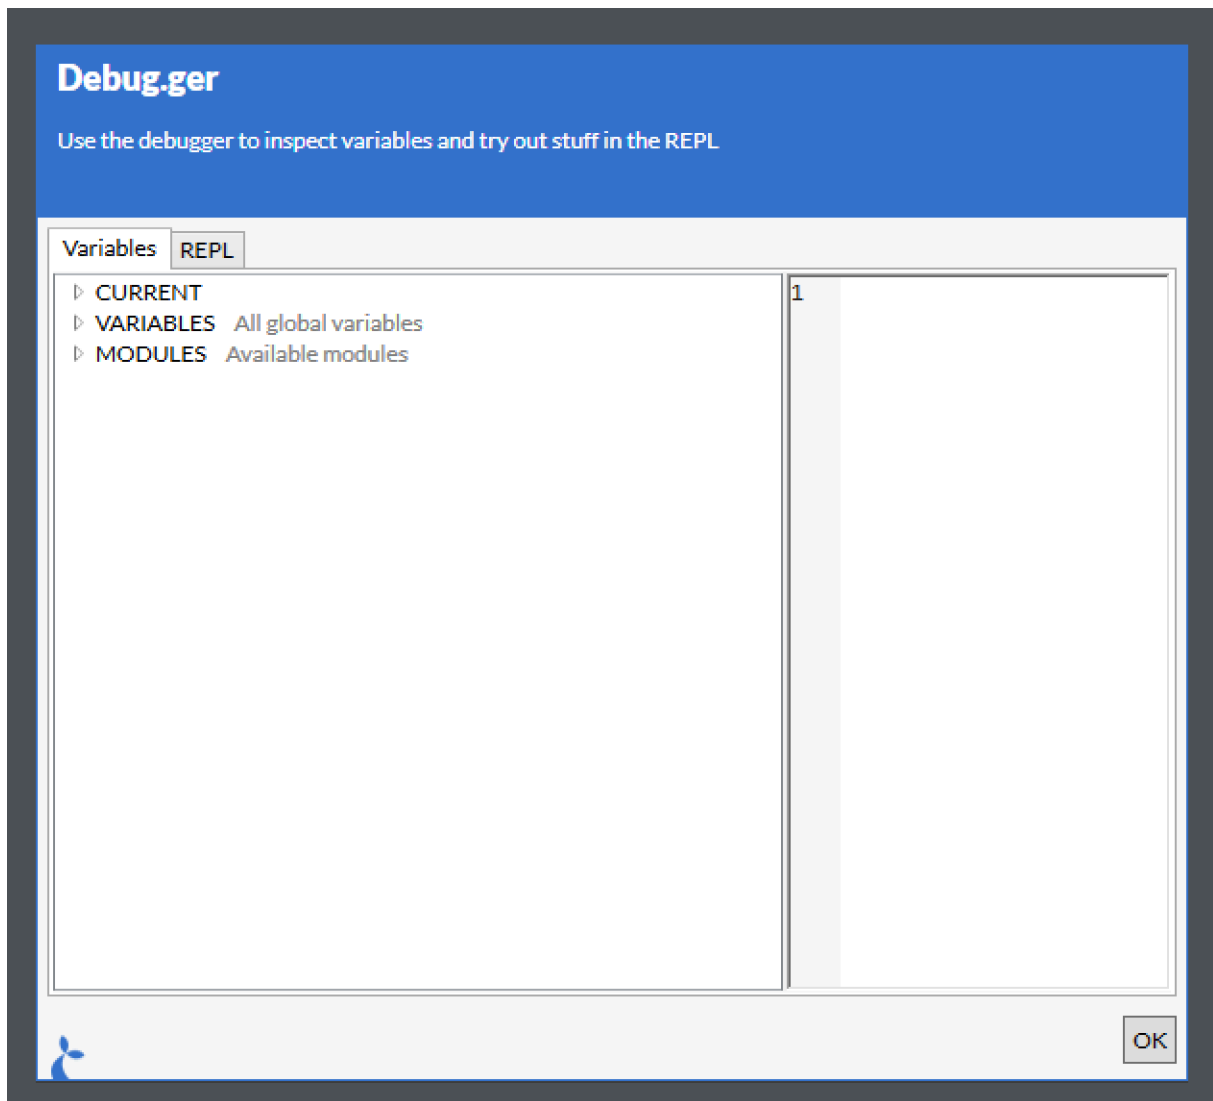 Debug.ger
Use the debugger to inspect variables and try out stuff in the REPL
Variables REPL
CURRENT
VARIABLES All global variables
MODULES Available modules
1
OK